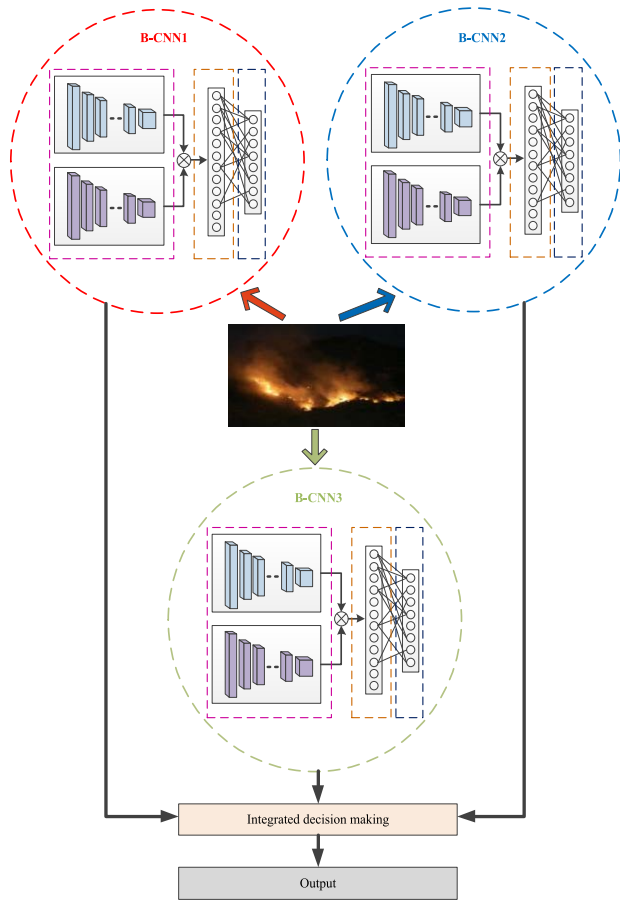 B-CNN1
B-CNN2
B-CNN3
Integrated decision making
Output